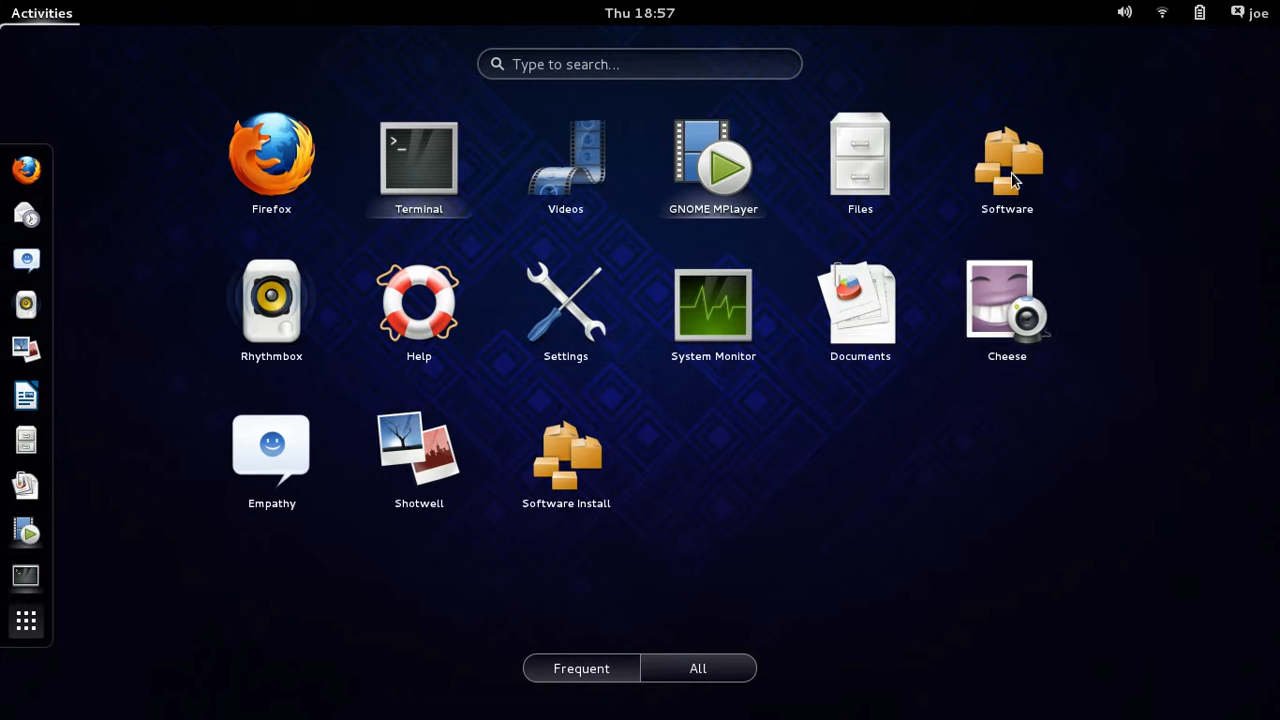 Activities Thu 18:57 joe
Type to search...
Firefox Terminal Videos GNOME MPlayer Files Software
Rhythmbox Help Settings System Monitor Documents Cheese
Empathy Shotwell Software Install
Frequent All